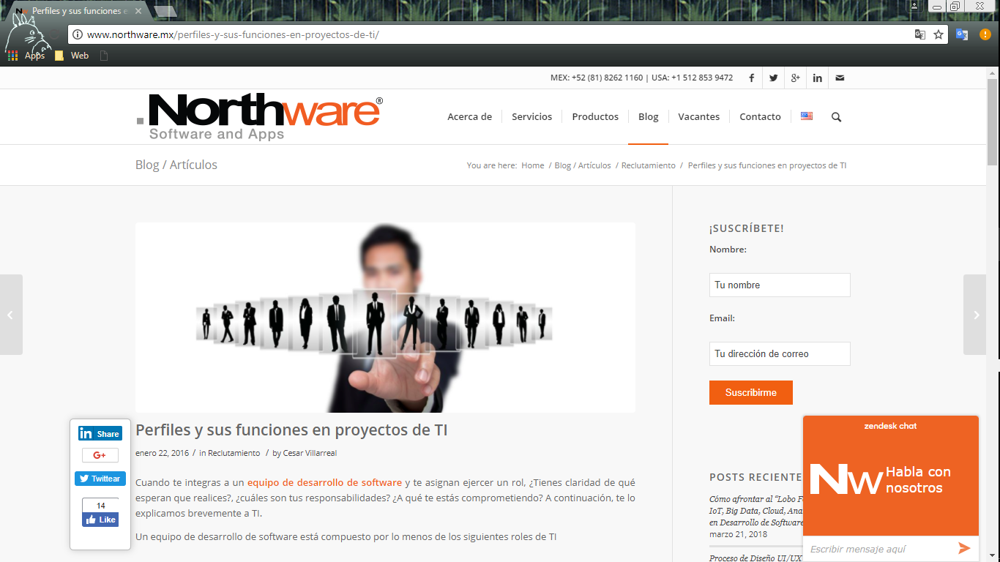 Perfiles y sus funciones e
www.northware.mx/perfiles-y-sus-funciones-en-proyectos-de-ti/
Apps Web
MEX: +52 (81) 8262 1160 | USA: +1 512 853 9472
.Northware®
Software and Apps
Acerca de Servicios Productos Blog Vacantes Contacto
Blog / Artículos
You are here: Home / Blog / Artículos / Reclutamiento / Perfiles y sus funciones en proyectos de TI
¡SUSCRÍBETE!
Nombre:
Tu nombre
Email:
Tu dirección de correo
Suscribirme
in Share
G+
Twittear
14
Like
Perfiles y sus funciones en proyectos de TI
enero 22, 2016 / in Reclutamiento / by Cesar Villarreal
Cuando te integras a un equipo de desarrollo de software y te asignan ejercer un rol, ¿Tienes claridad de qué
esperan que realices?, ¿cuáles son tus responsabilidades? ¿A qué te estás comprometiendo? A continuación, te lo
explicamos brevemente a TI.
Un equipo de desarrollo de software está compuesto por lo menos de los siguientes roles de TI
POSTS RECIENTE
Cómo afrontar al “Lobo F
IoT, Big Data, Cloud, Ana
en Desarrollo de Software
marzo 21, 2018
Proceso de Diseño UI/UX
zendesk chat
Nw Habla con
nosotros
Escribir mensaje aquí